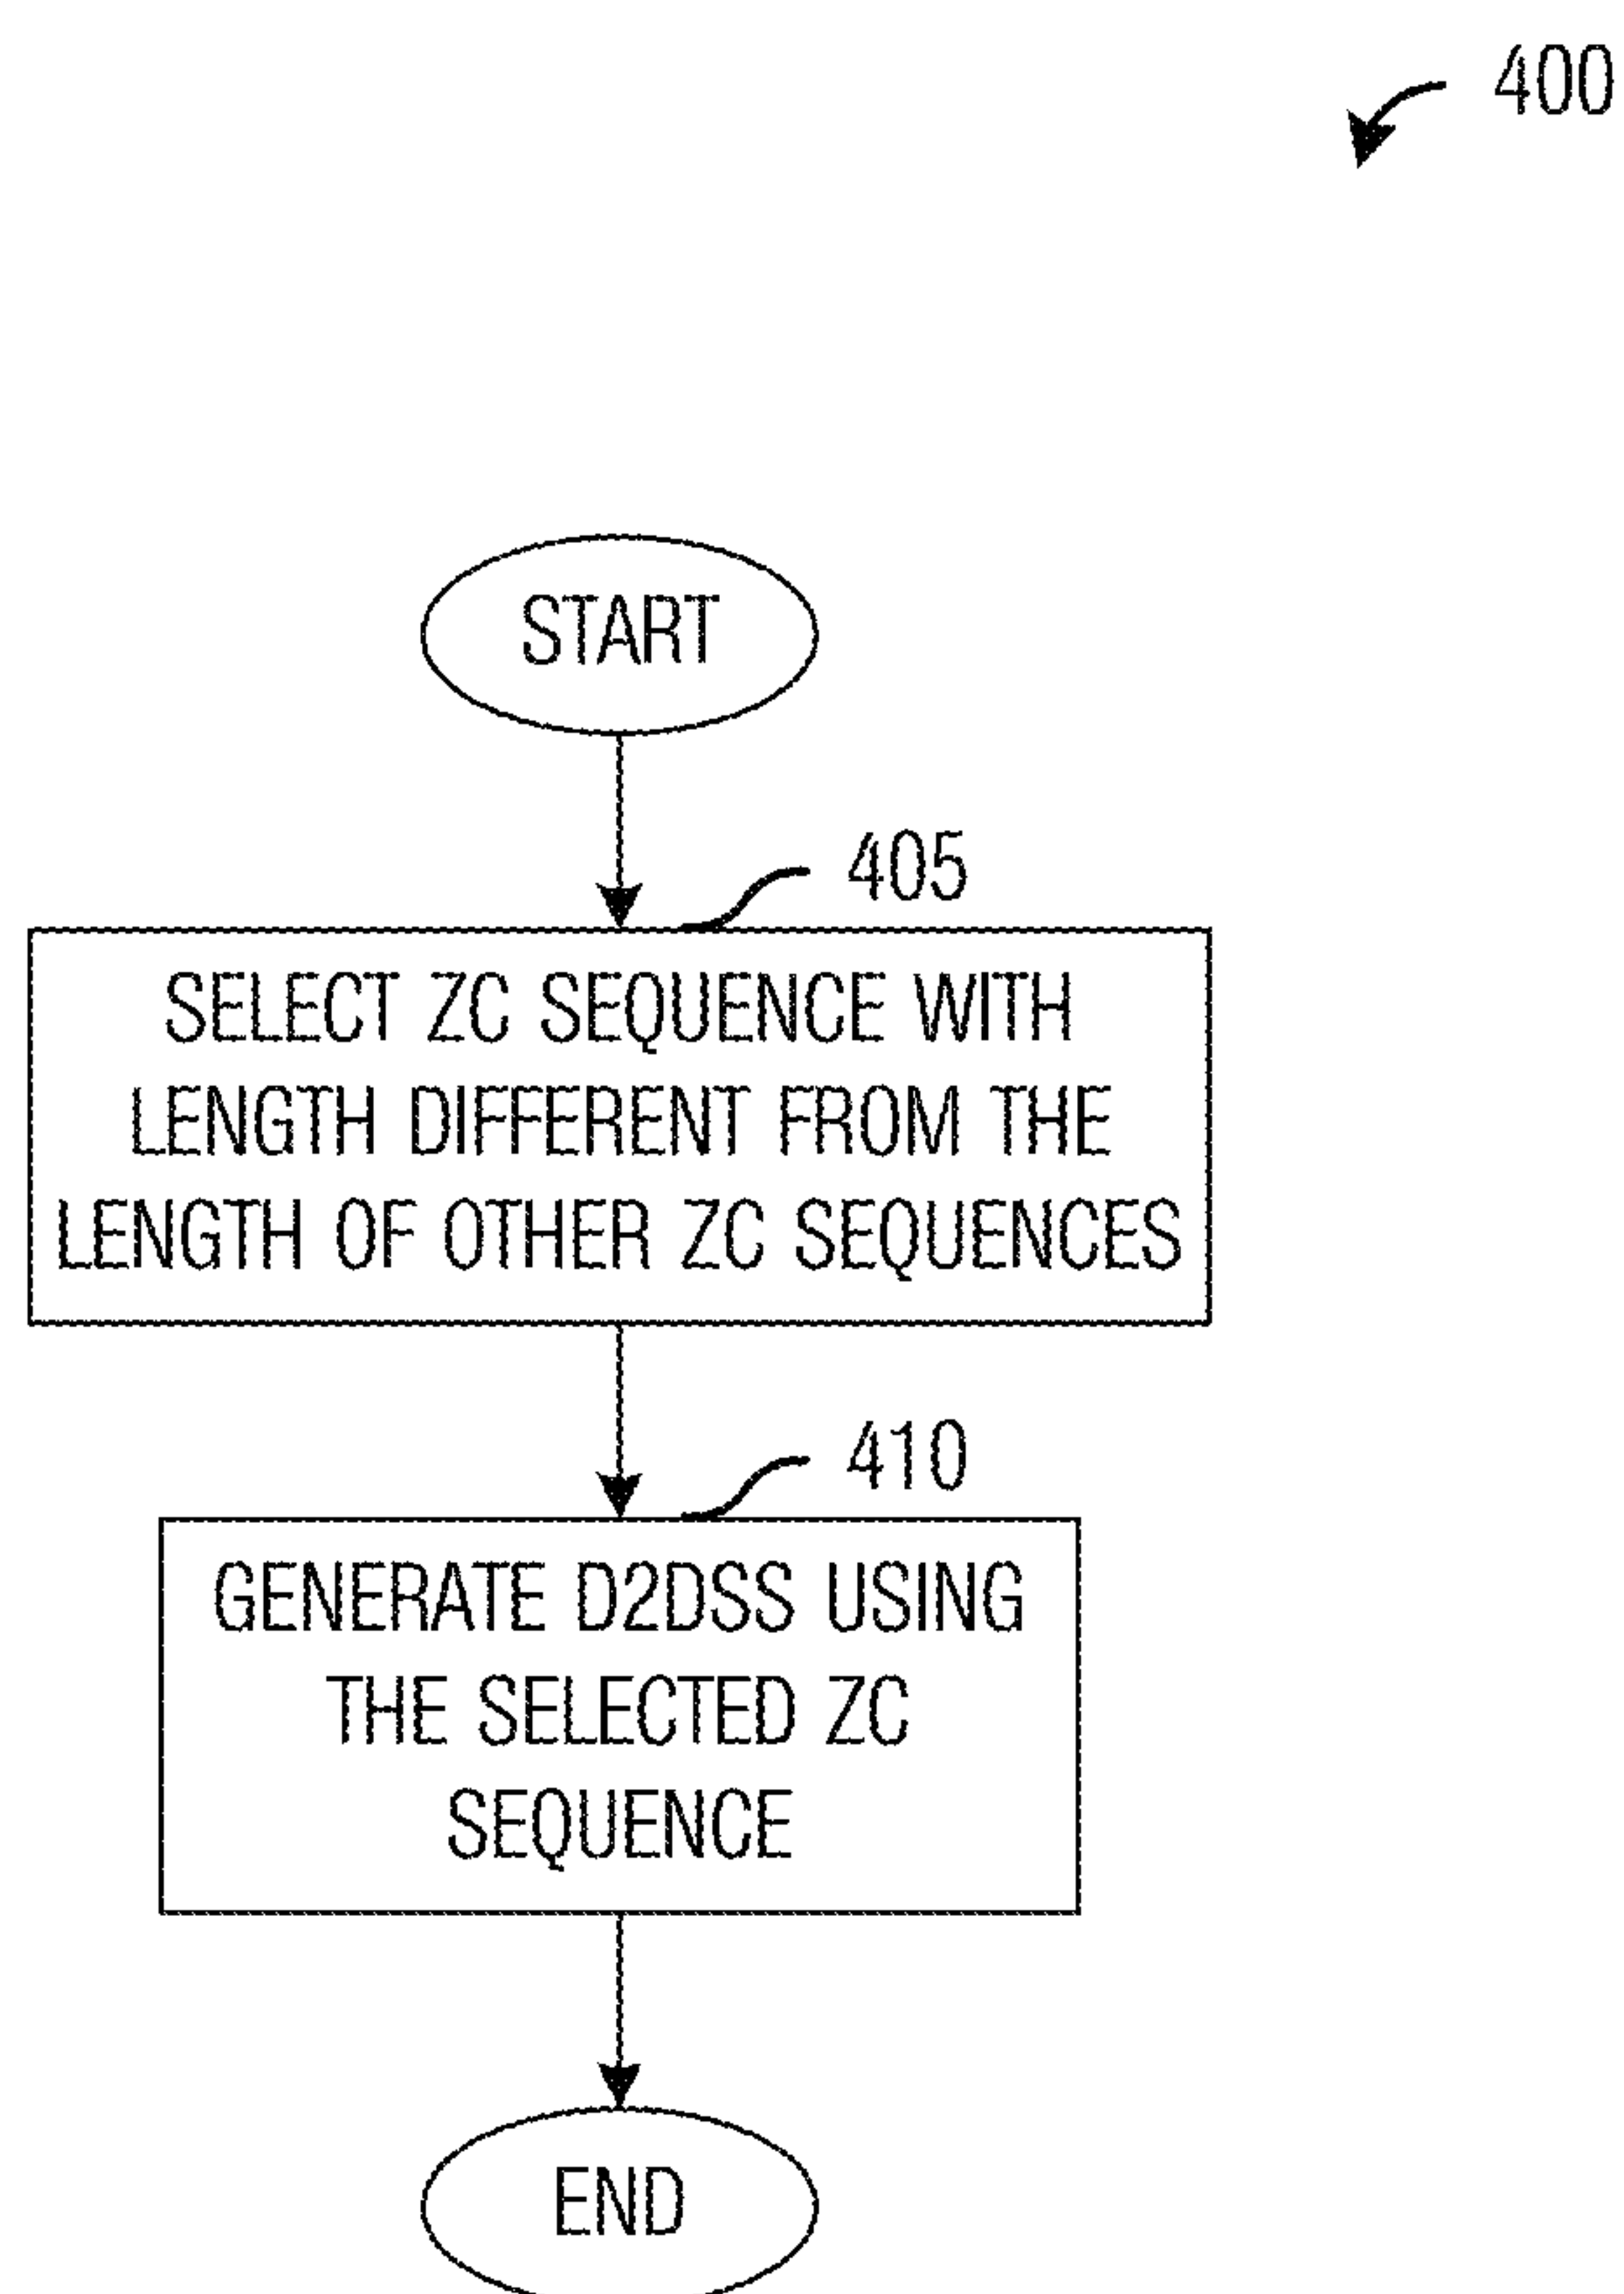 400
START
405
SELECT ZC SEQUENCE WITH
LENGTH DIFFERENT FROM THE
LENGTH OF OTHER ZC SEQUENCES
410
GENERATE D2DSS USING
THE SELECTED ZC
SEQUENCE
END